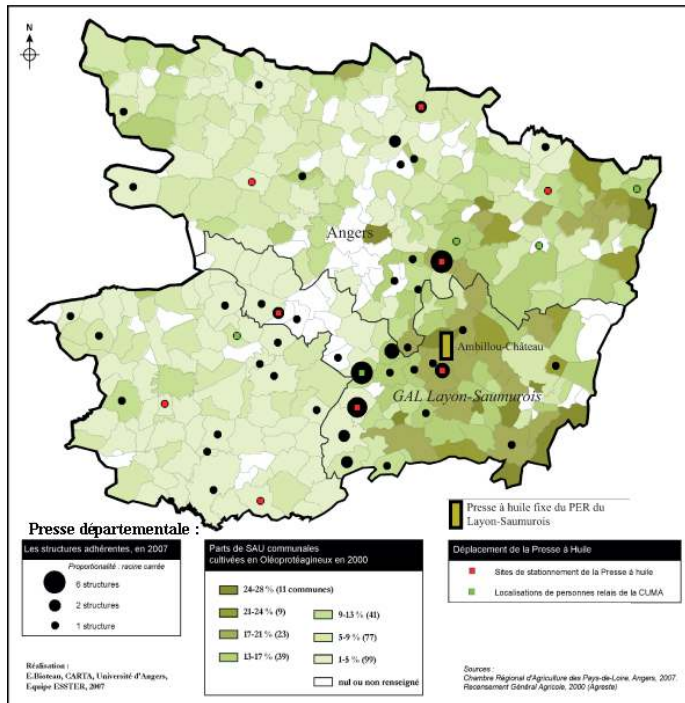 N
Angers
Ambillou-Château
GAL Layon-Saumurois
Presse à huile fixe du PER du
Layon-Saumurois
Presse départementale :
Les structures adhérentes, en 2007
Proportionalité : racine carrée
6 structures
2 structures
1 structure
Parts de SAU communales
cultivées en Oléoprotéagineux en 2000
24-28 % (11 communes)
21-24 % (9)
17-21 % (23)
13-17 % (39)
9-13 % (41)
5-9 % (77)
1-5 % (99)
nul ou non renseigné
Déplacement de la Presse à Huile
Sites de stationnement de la Presse à huile
Localisations de personnes relais de la CUMA
Réalisation :
E.Bioteau, CARTA, Université d'Angers,
Equipe ESSTER, 2007
Sources :
Chambre Régional d'Agriculture des Pays-de-Loire, Angers, 2007.
Recensement Général Agricole, 2000 (Agreste)